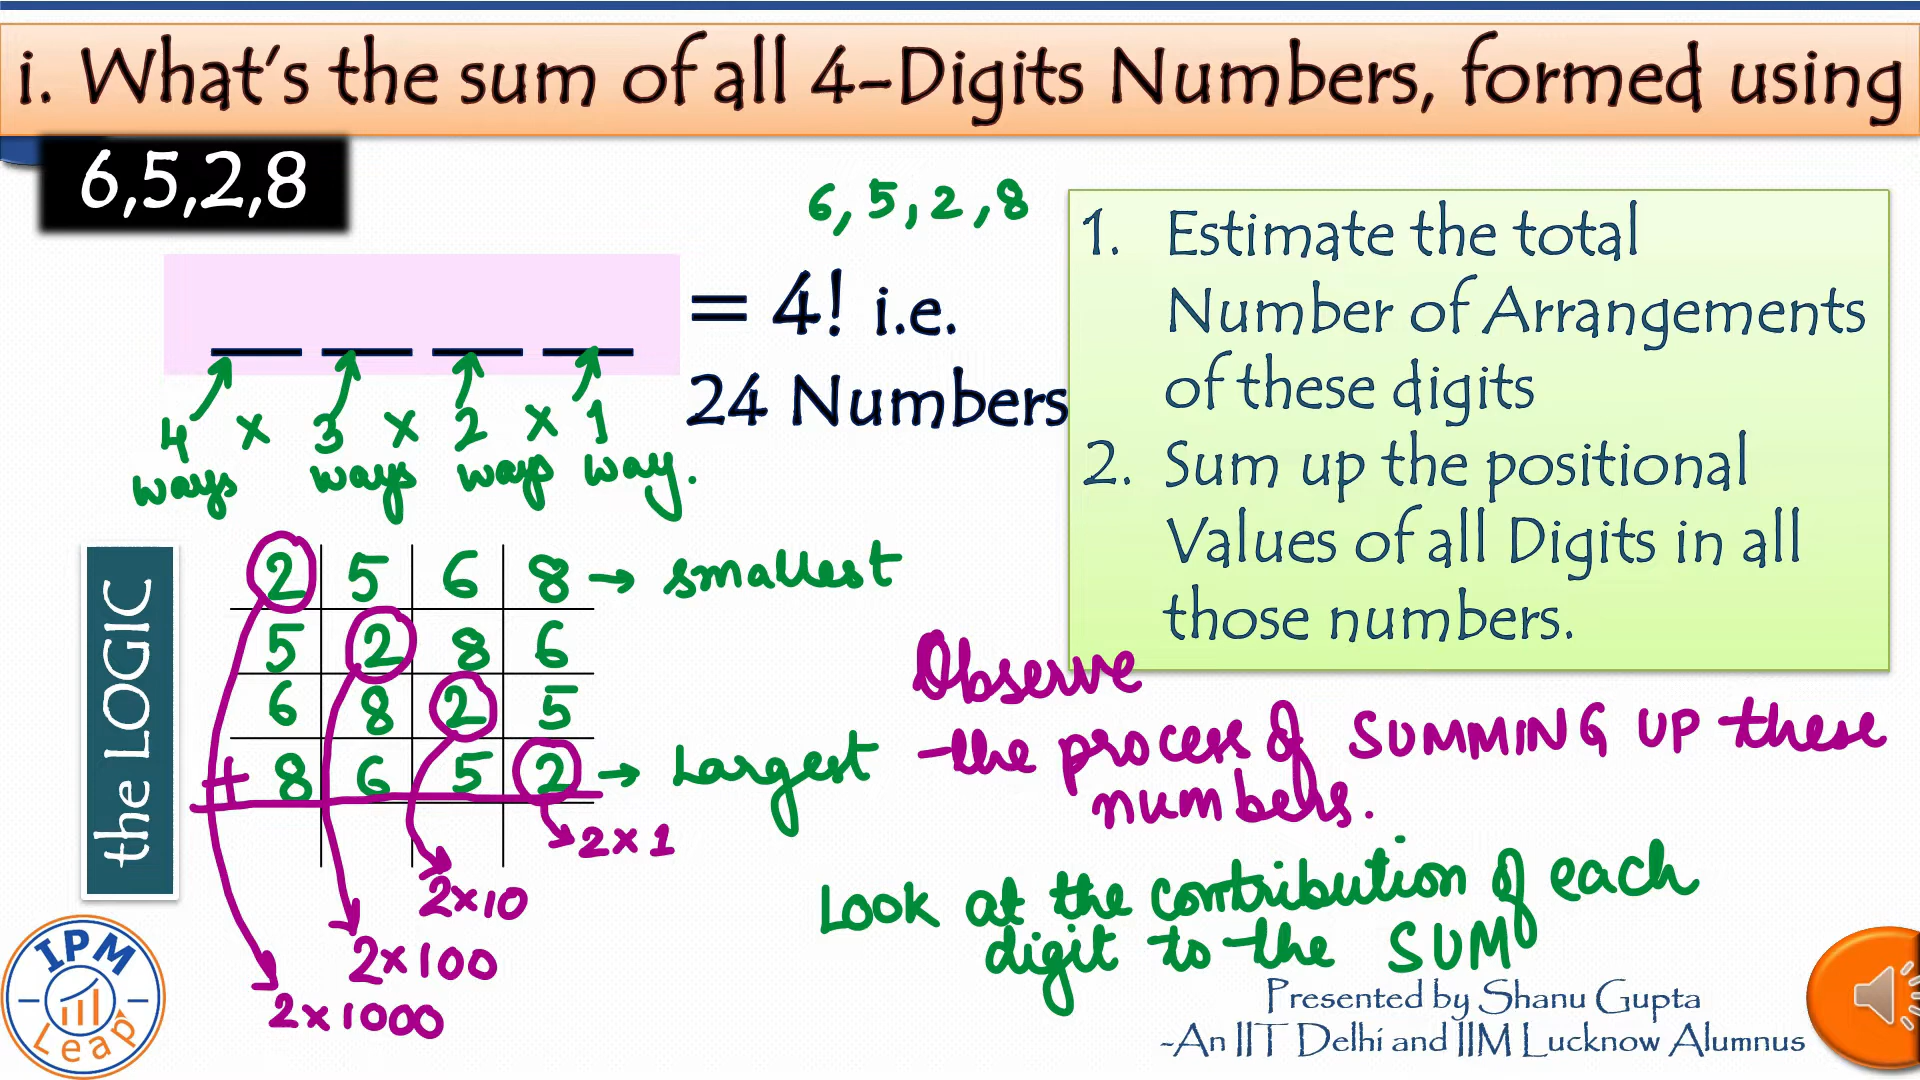 i. What's the sum of all 4-Digits Numbers, formed using
6,5,2,8
6, 5, 2, 8
= 4! i.e.
24 Numbers
4 × 3 × 2 × 1
ways ways ways way.
1. Estimate the total
Number of Arrangements
of these digits
2. Sum up the positional
Values of all Digits in all
those numbers.
the LOGIC
2 5 6 8 → smallest
5 2 8 6
6 8 2 5
+ 8 6 5 2 → Largest
2×1
2×10
2×100
2×1000
Observe
-the process of SUMMING UP these
numbers.
Look at the contribution of each
digit to the SUM
IPM
Leap
Presented by Shanu Gupta
-An IIT Delhi and IIM Lucknow Alumnus